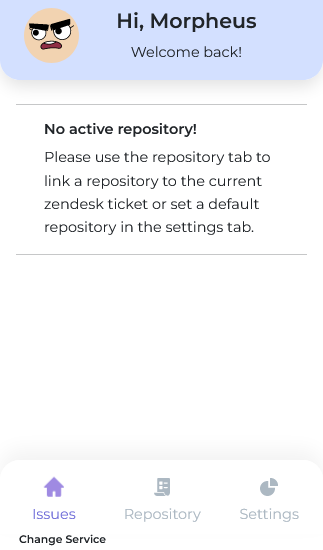 Hi, Morpheus
Welcome back!
No active repository!
Please use the repository tab to
link a repository to the current
zendesk ticket or set a default
repository in the settings tab.
Issues
Repository
Settings
Change Service